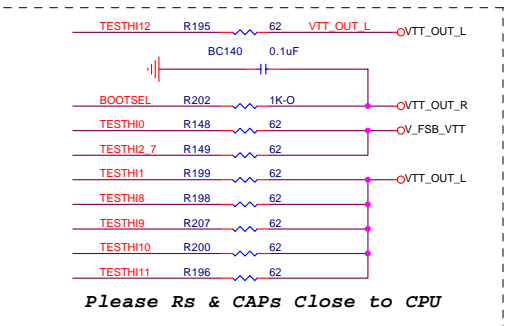 TESTHI12 R195 62 VTT_OUT_L VTT_OUT_L
BC140 0.1uF
BOOTSEL R202 1K-O VTT_OUT_R
TESTHI0 R148 62 V_FSB_VTT
TESTHI2_7 R149 62
TESTHI1 R199 62 VTT_OUT_L
TESTHI8 R198 62
TESTHI9 R207 62
TESTHI10 R200 62
TESTHI11 R196 62
Please Rs & CAPs Close to CPU